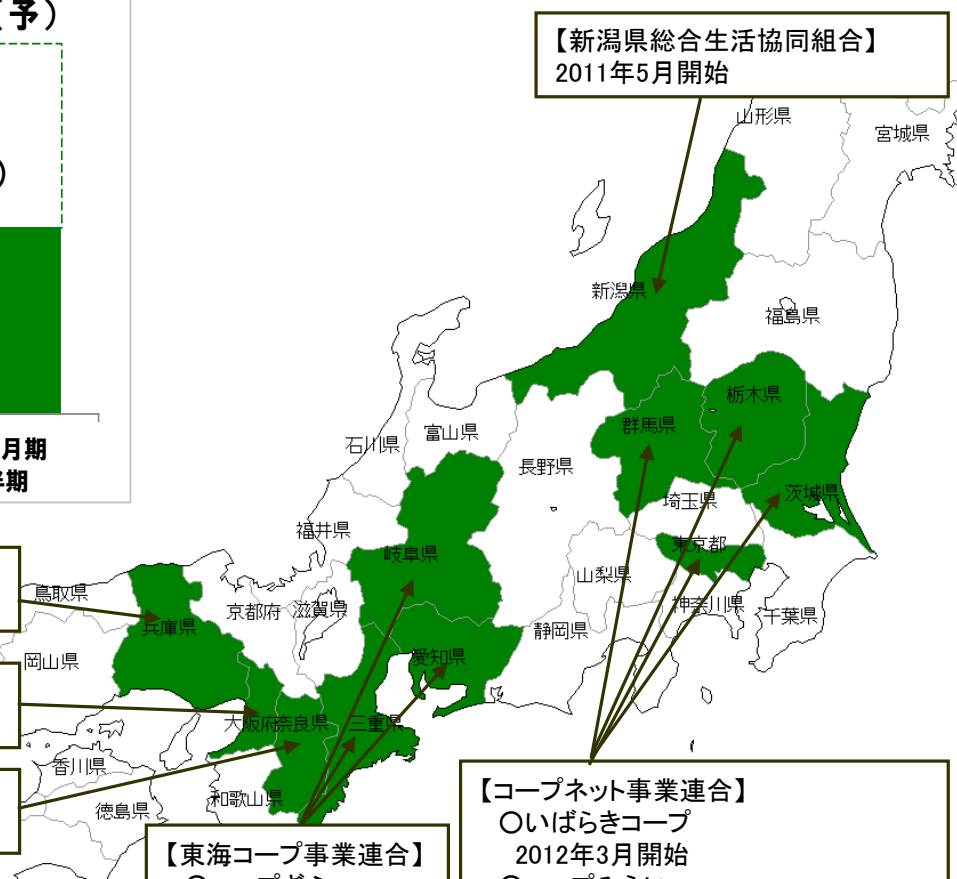 (予)
)
月期
半期
【新潟県総合生活協同組合】
2011年5月開始
山形県
宮城県
新潟県
福島県
栃木県
群馬県
石川県
富山県
長野県
埼玉県
茨城県
福井県
東京都
岐阜県
山梨県
鳥取県
京都府
滋賀県
神奈川県
千葉県
兵庫県
静岡県
岡山県
愛知県
大阪府
奈良県
三重県
香川県
和歌山県
徳島県
【東海コープ事業連合】
【コープネット事業連合】
○いばらきコープ
2012年3月開始